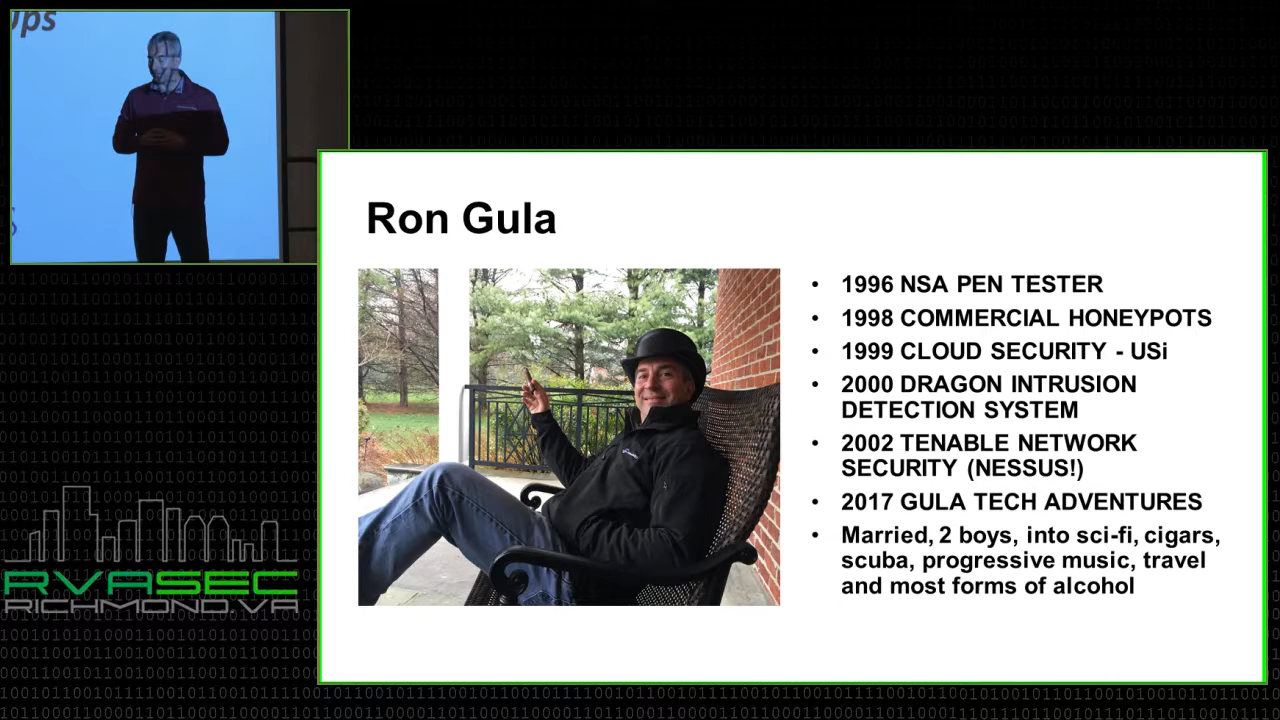 Ron Gula
• 1996 NSA PEN TESTER
• 1998 COMMERCIAL HONEYPOTS
• 1999 CLOUD SECURITY - USi
• 2000 DRAGON INTRUSION
DETECTION SYSTEM
• 2002 TENABLE NETWORK
SECURITY (NESSUS!)
• 2017 GULA TECH ADVENTURES
• Married, 2 boys, into sci-fi, cigars,
scuba, progressive music, travel
and most forms of alcohol
RVASEC
RICHMOND.VA